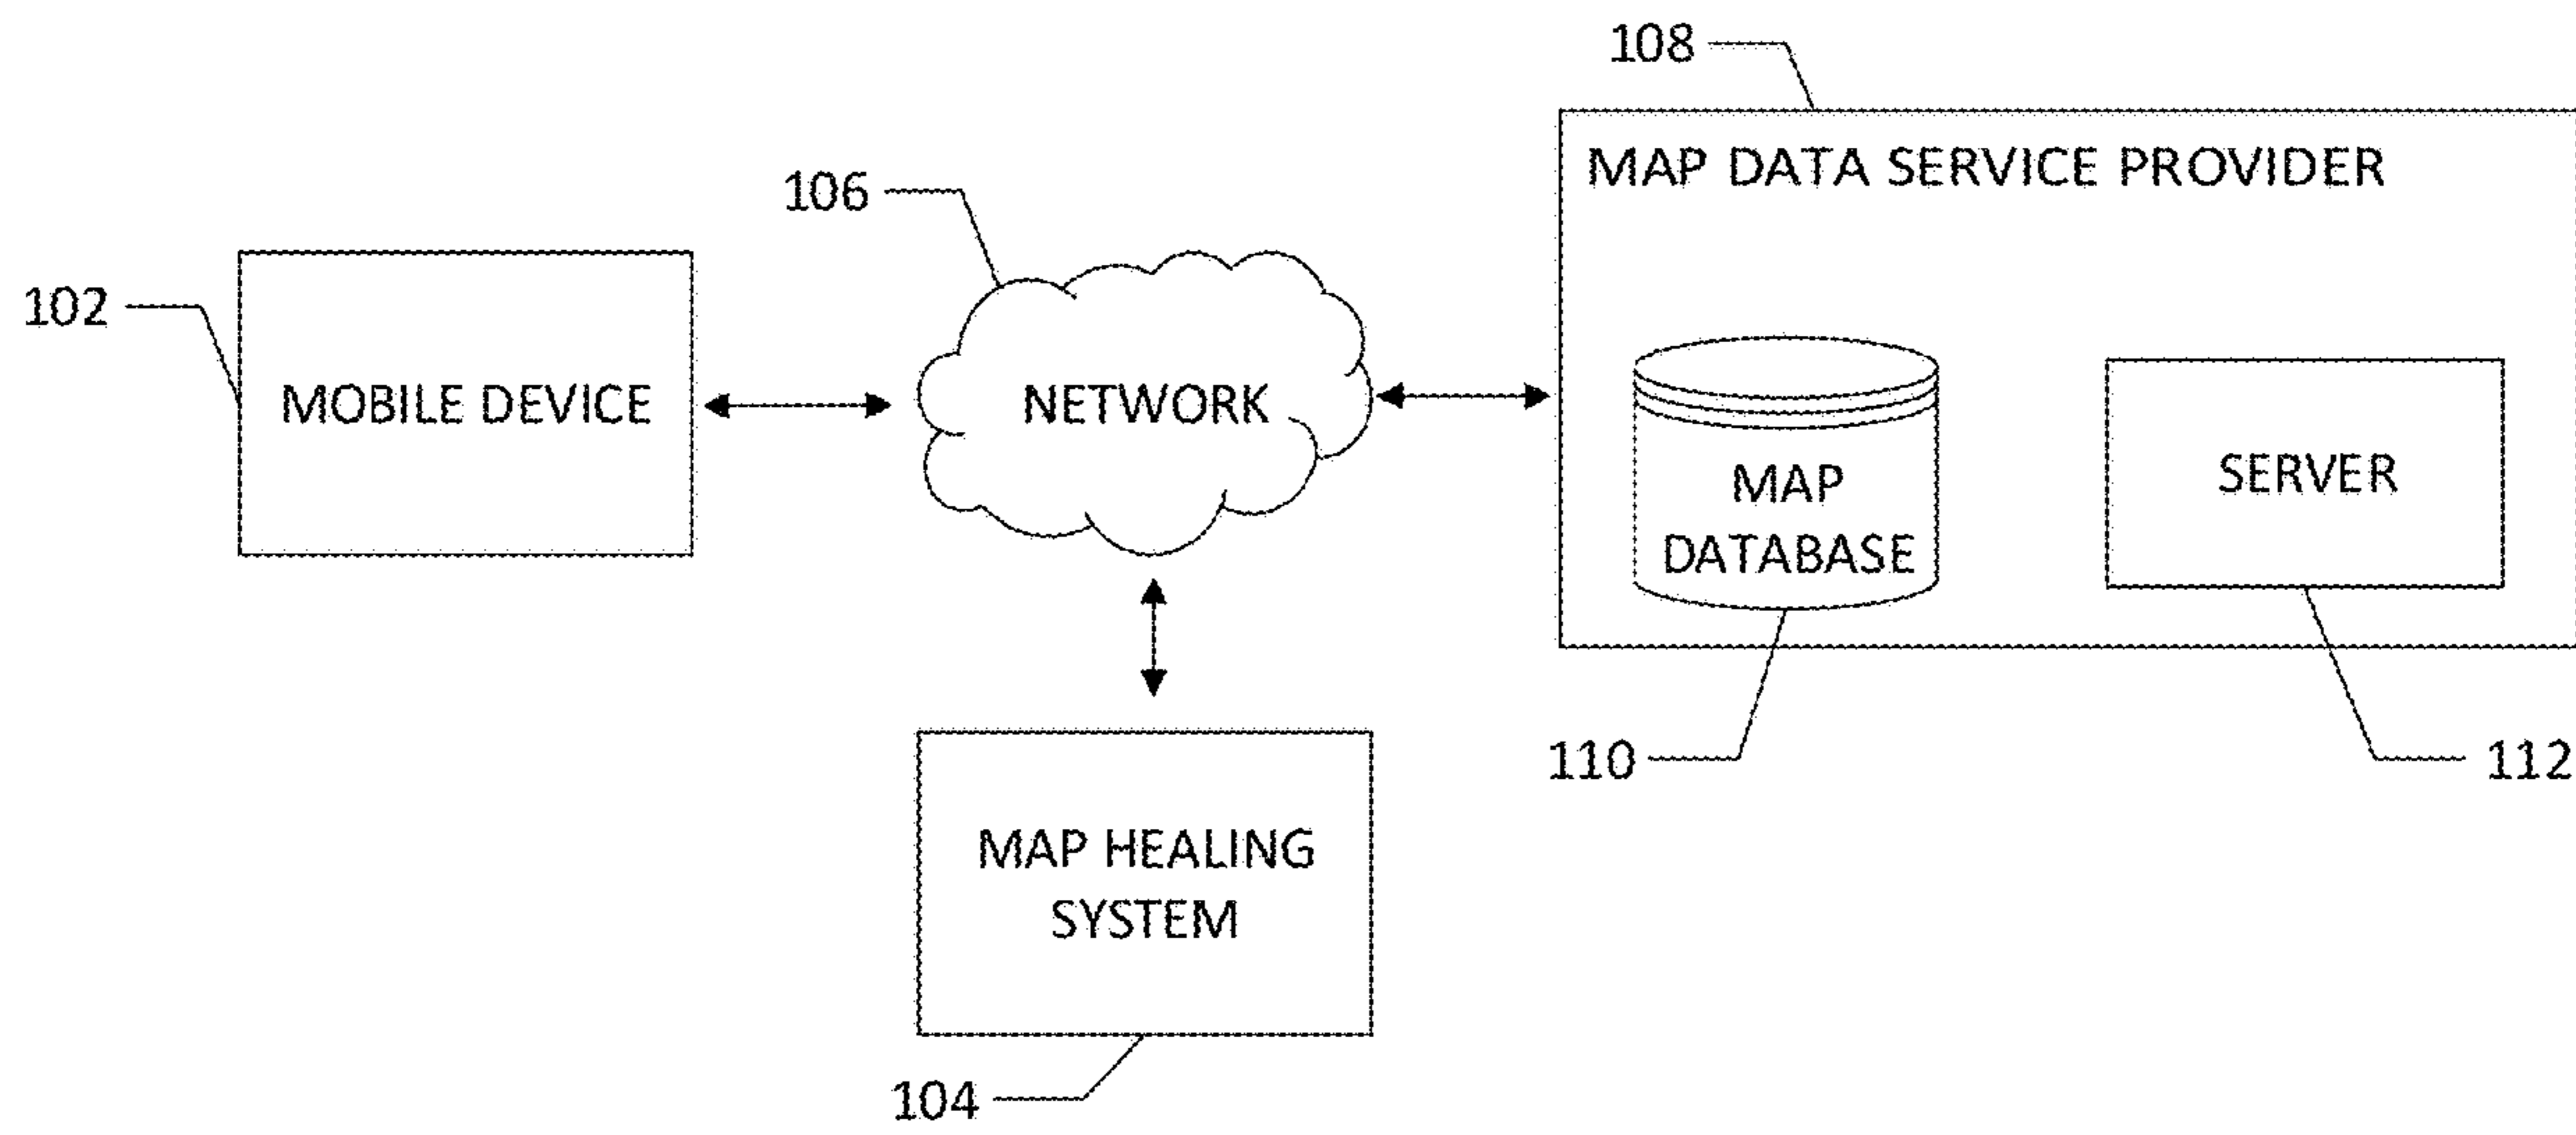 108
MAP DATA SERVICE PROVIDER
106
102
MOBILE DEVICE
NETWORK
MAP
DATABASE
SERVER
110
112
MAP HEALING
SYSTEM
104